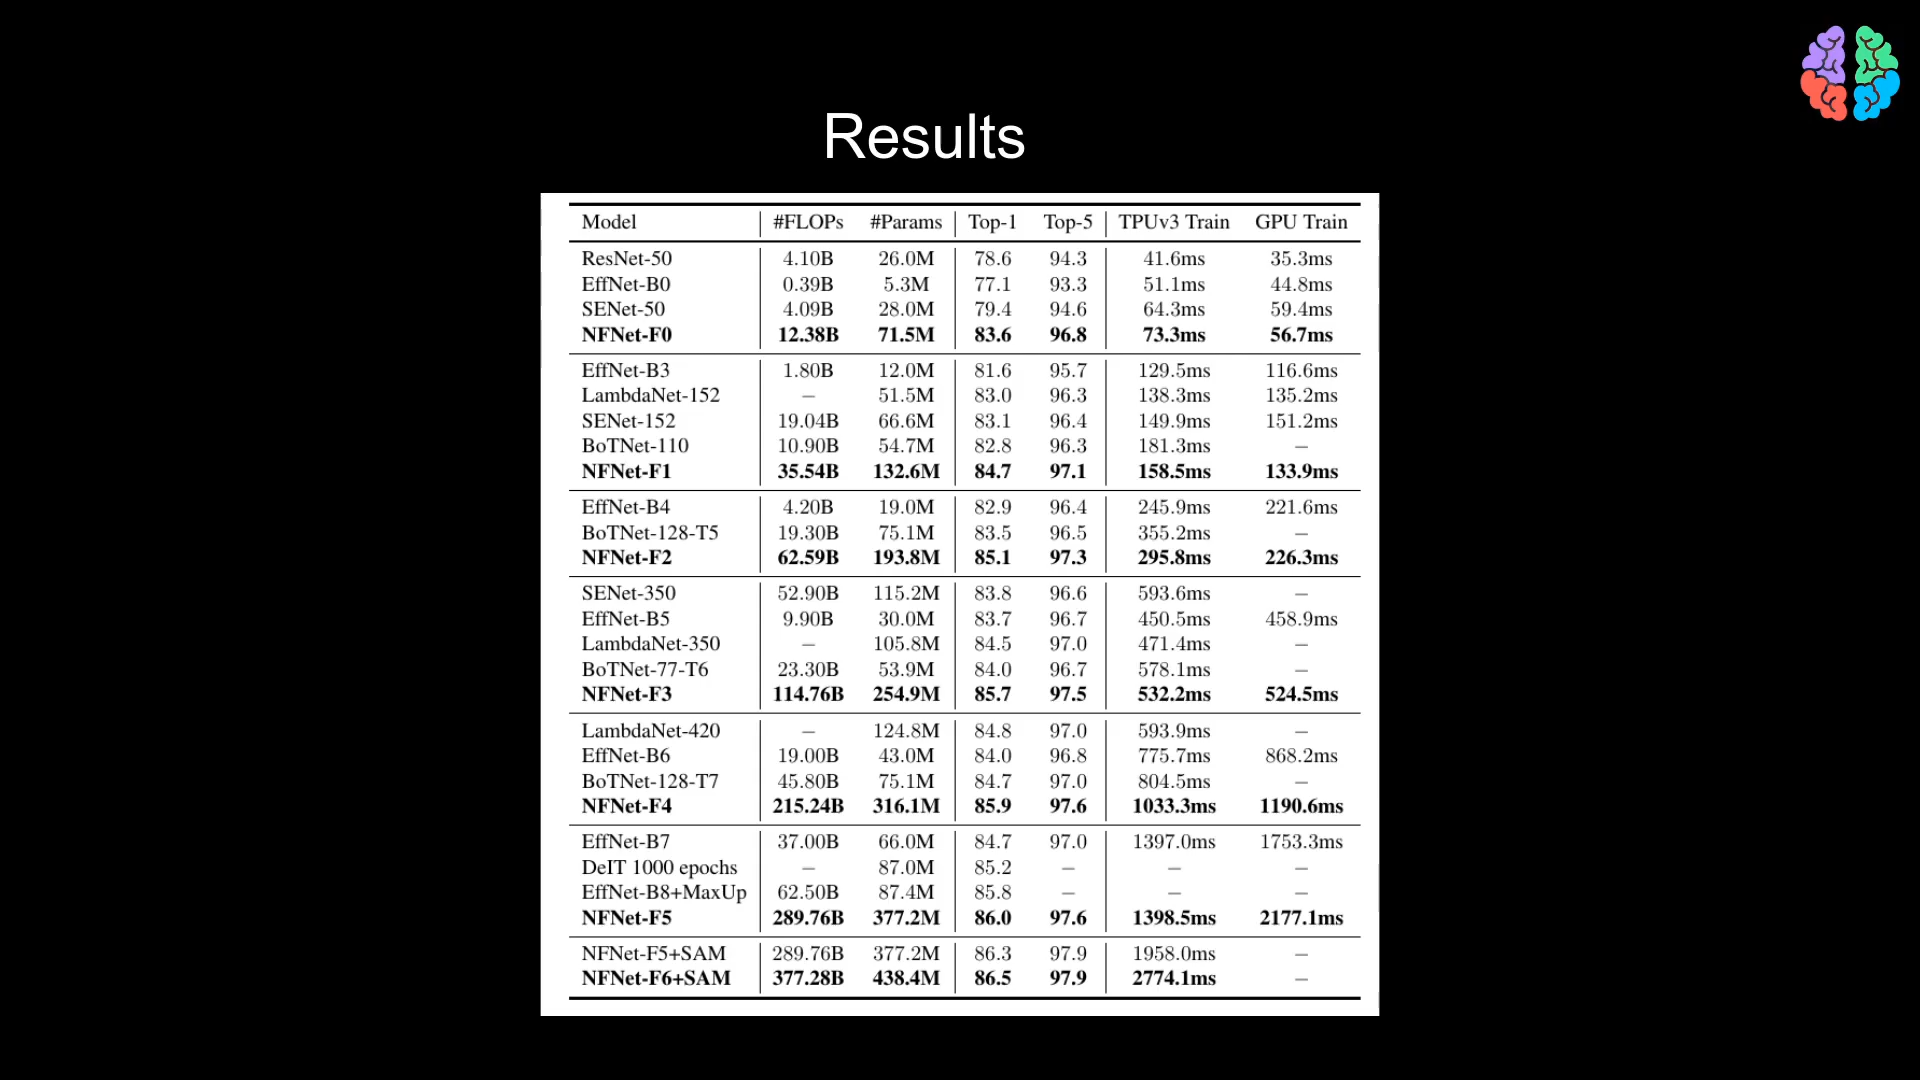 Results
Model #FLOPs #Params Top-1 Top-5 TPUv3 Train GPU Train
ResNet-50 4.10B 26.0M 78.6 94.3 41.6ms 35.3ms
EffNet-B0 0.39B 5.3M 77.1 93.3 51.1ms 44.8ms
SENet-50 4.09B 28.0M 79.4 94.6 64.3ms 59.4ms
NFNet-F0 12.38B 71.5M 83.6 96.8 73.3ms 56.7ms
EffNet-B3 1.80B 12.0M 81.6 95.7 129.5ms 116.6ms
LambdaNet-152 – 51.5M 83.0 96.3 138.3ms 135.2ms
SENet-152 19.04B 66.6M 83.1 96.4 149.9ms 151.2ms
BoTNet-110 10.90B 54.7M 82.8 96.3 181.3ms –
NFNet-F1 35.54B 132.6M 84.7 97.1 158.5ms 133.9ms
EffNet-B4 4.20B 19.0M 82.9 96.4 245.9ms 221.6ms
BoTNet-128-T5 19.30B 75.1M 83.5 96.5 355.2ms –
NFNet-F2 62.59B 193.8M 85.1 97.3 295.8ms 226.3ms
SENet-350 52.90B 115.2M 83.8 96.6 593.6ms –
EffNet-B5 9.90B 30.0M 83.7 96.7 450.5ms 458.9ms
LambdaNet-350 – 105.8M 84.5 97.0 471.4ms –
BoTNet-77-T6 23.30B 53.9M 84.0 96.7 578.1ms –
NFNet-F3 114.76B 254.9M 85.7 97.5 532.2ms 524.5ms
LambdaNet-420 – 124.8M 84.8 97.0 593.9ms –
EffNet-B6 19.00B 43.0M 84.0 96.8 775.7ms 868.2ms
BoTNet-128-T7 45.80B 75.1M 84.7 97.0 804.5ms –
NFNet-F4 215.24B 316.1M 85.9 97.6 1033.3ms 1190.6ms
EffNet-B7 37.00B 66.0M 84.7 97.0 1397.0ms 1753.3ms
DeIT 1000 epochs – 87.0M 85.2 – – –
EffNet-B8+MaxUp 62.50B 87.4M 85.8 – – –
NFNet-F5 289.76B 377.2M 86.0 97.6 1398.5ms 2177.1ms
NFNet-F5+SAM 289.76B 377.2M 86.3 97.9 1958.0ms –
NFNet-F6+SAM 377.28B 438.4M 86.5 97.9 2774.1ms –